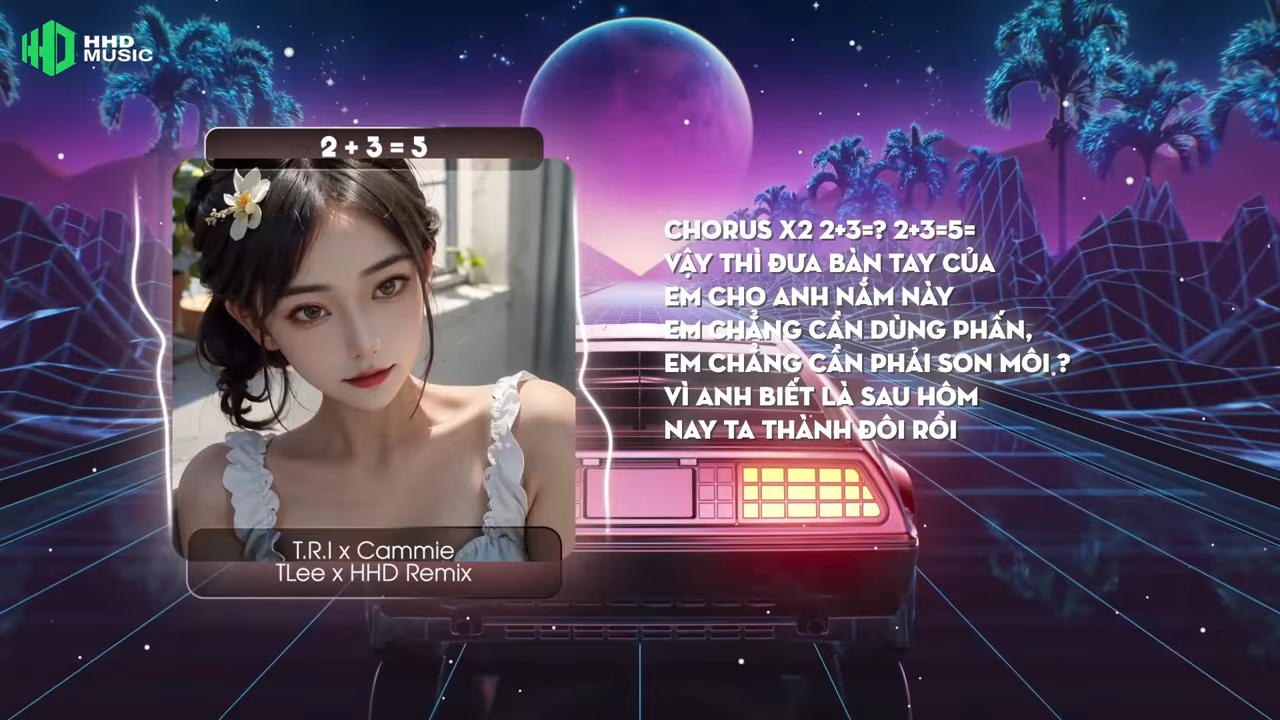 HHD
MUSIC
2 + 3 = 5
CHORUS X2 2+3=? 2+3=5=
VẬY THÌ ĐƯA BÀN TAY CỦA
EM CHO ANH NẮM NÀY
EM CHẲNG CẦN DÙNG PHẤN,
EM CHẲNG CẦN PHẢI SON MÔI ?
VÌ ANH BIẾT LÀ SAU HÔM
NAY TA THÀNH ĐÔI RỒI
T.R.I x Cammie
TLee x HHD Remix